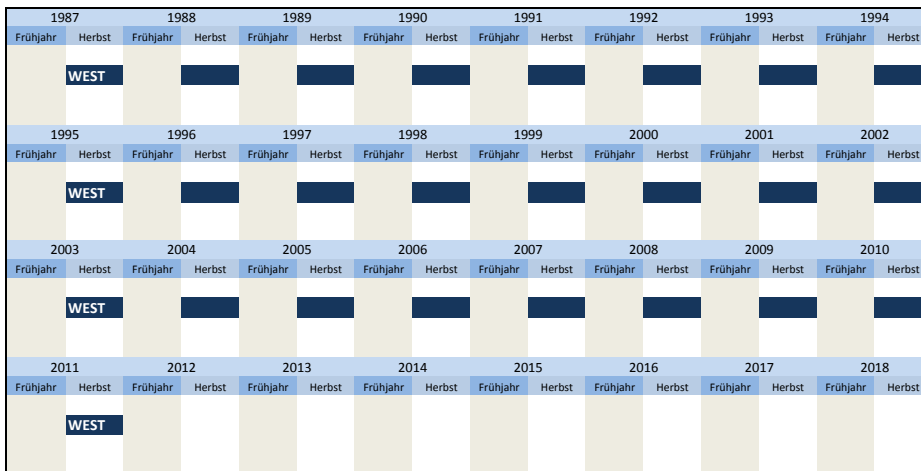 1987 1988 1989 1990 1991 1992 1993 1994
Frühjahr Herbst Frühjahr Herbst Frühjahr Herbst Frühjahr Herbst Frühjahr Herbst Frühjahr Herbst Frühjahr Herbst Frühjahr Herbst
WEST
1995 1996 1997 1998 1999 2000 2001 2002
Frühjahr Herbst Frühjahr Herbst Frühjahr Herbst Frühjahr Herbst Frühjahr Herbst Frühjahr Herbst Frühjahr Herbst Frühjahr Herbst
WEST
2003 2004 2005 2006 2007 2008 2009 2010
Frühjahr Herbst Frühjahr Herbst Frühjahr Herbst Frühjahr Herbst Frühjahr Herbst Frühjahr Herbst Frühjahr Herbst Frühjahr Herbst
WEST
2011 2012 2013 2014 2015 2016 2017 2018
Frühjahr Herbst Frühjahr Herbst Frühjahr Herbst Frühjahr Herbst Frühjahr Herbst Frühjahr Herbst Frühjahr Herbst Frühjahr Herbst
WEST